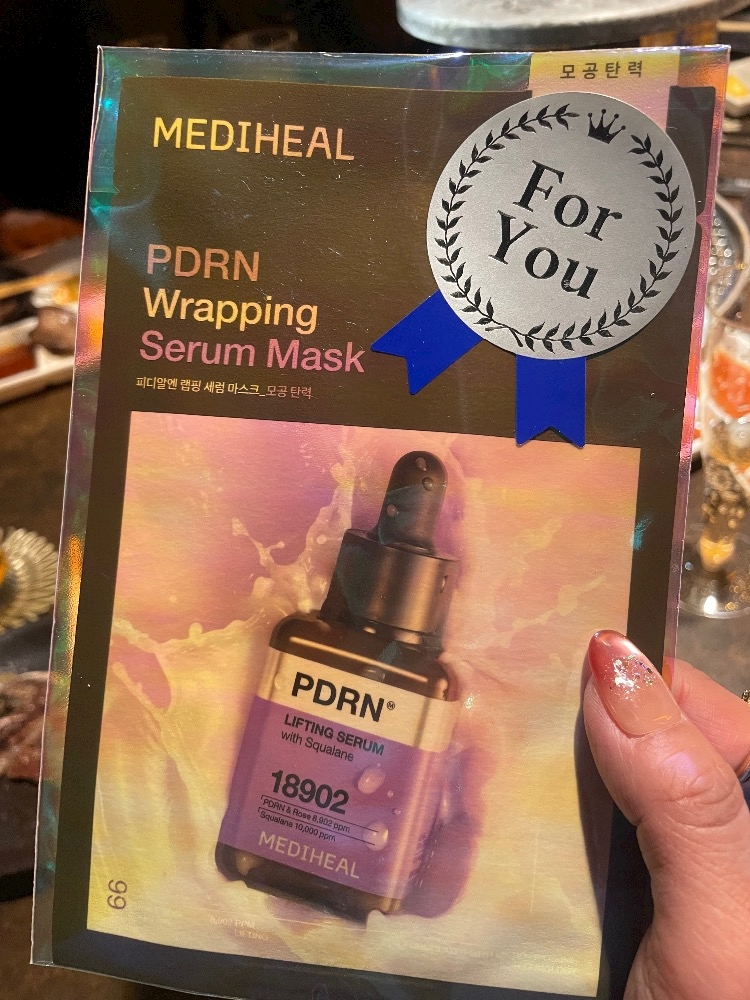 모공탄력
MEDIHEAL
For
You
PDRN
Wrapping
Serum Mask
피디알엔 랩핑 세럼 마스크_모공 탄력
PDRN
LIFTING SERUM
with Squalane
18902
PDRN & Rose 8,902 ppm
Squalane 10,000 ppm
MEDIHEAL
99
LIFTING